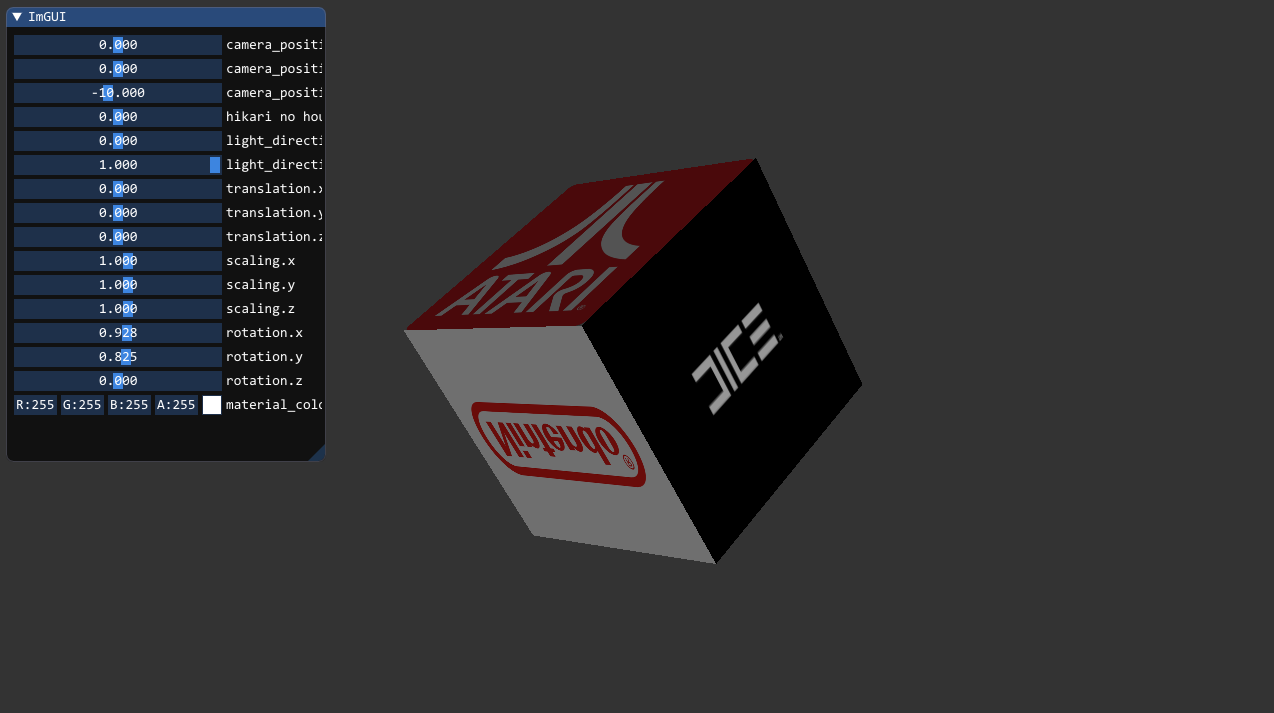 ImGUI
0.000 camera_positi
0.000 camera_positi
-10.000 camera_positi
0.000 hikari no hou
0.000 light_directi
1.000 light_directi
0.000 translation.x
0.000 translation.y
0.000 translation.z
1.000 scaling.x
1.000 scaling.y
1.000 scaling.z
0.928 rotation.x
0.825 rotation.y
0.000 rotation.z
R:255 G:255 B:255 A:255 material_colo
ATARI
DICE
Nintendo ®